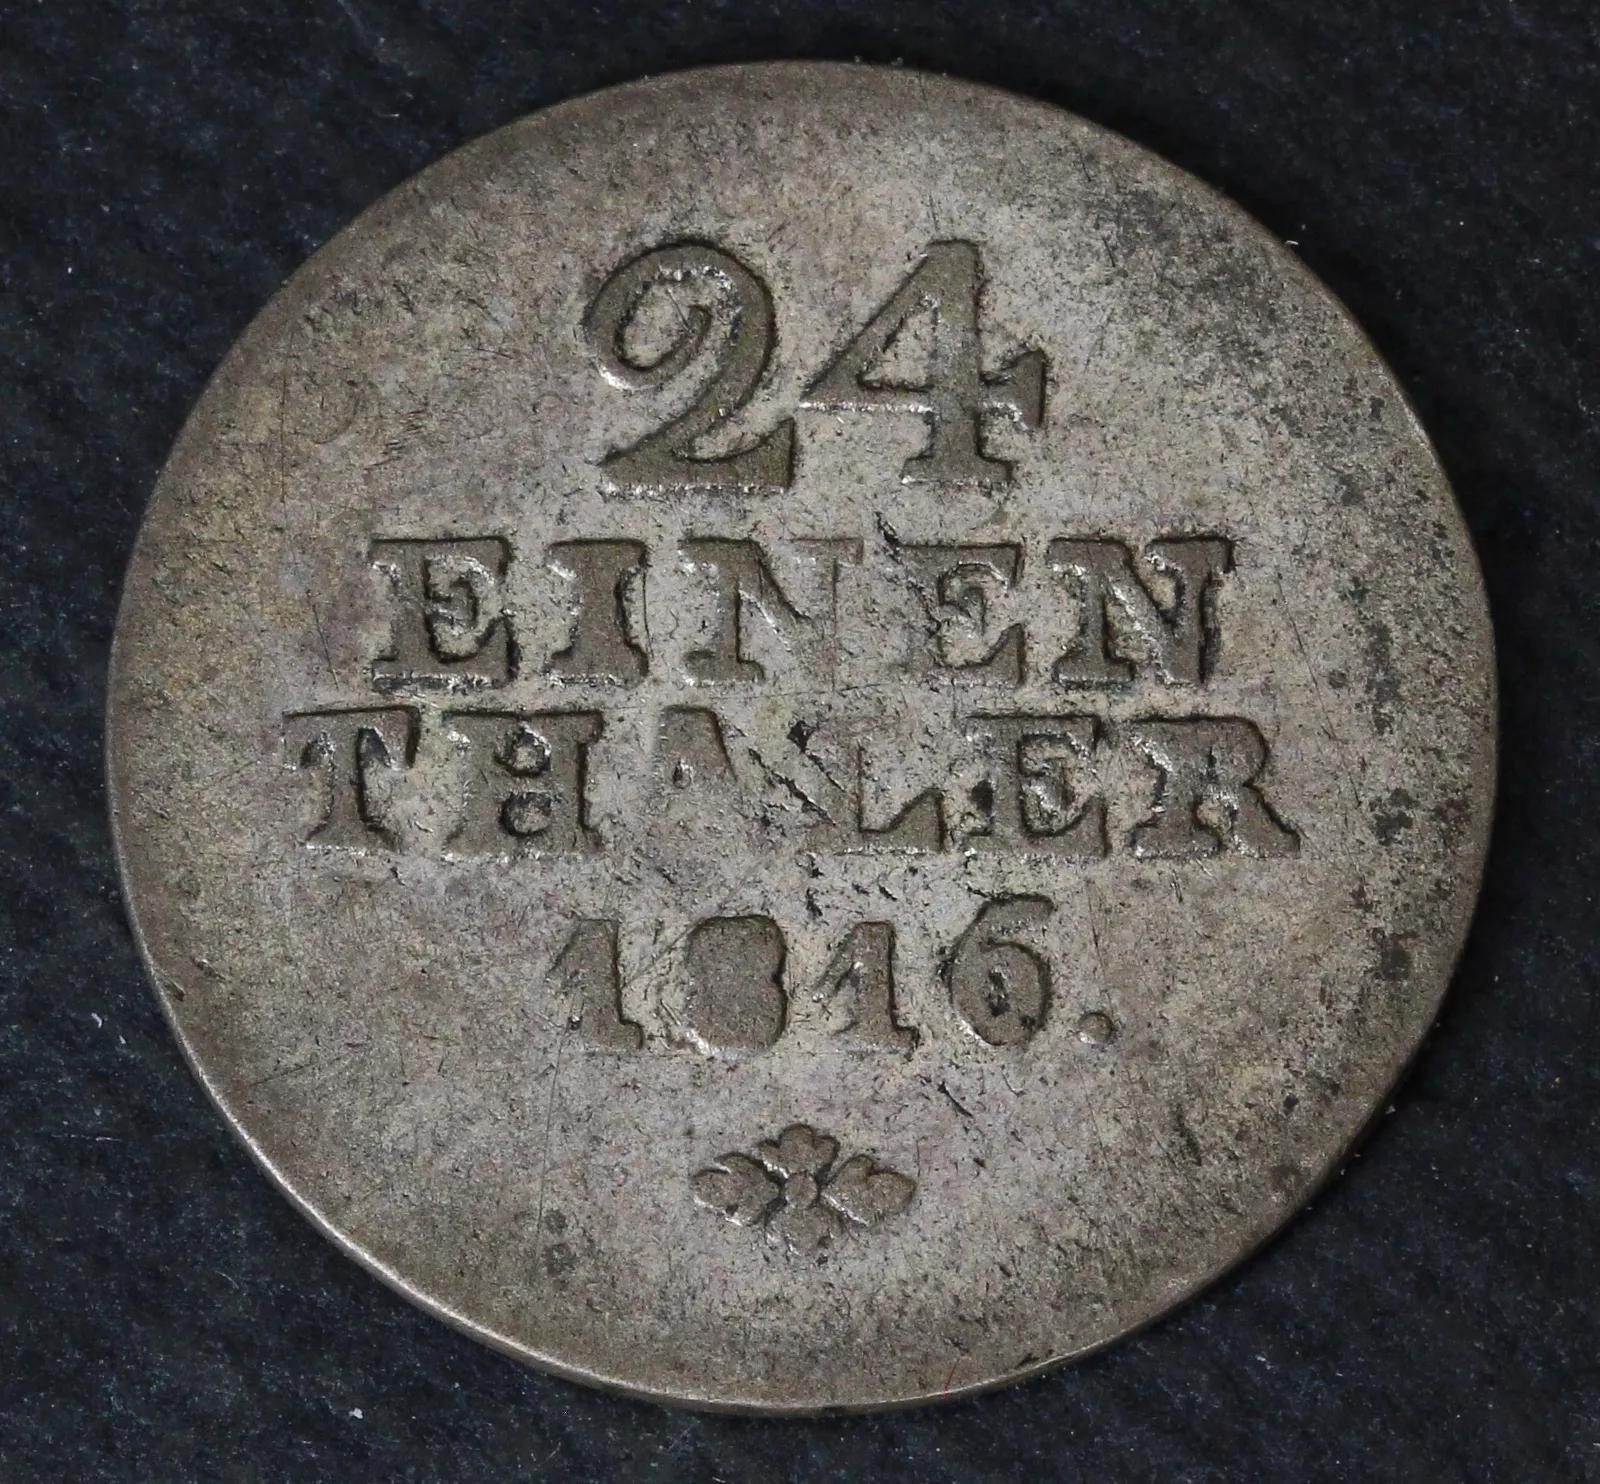 24
EINEN
THALER
1816.